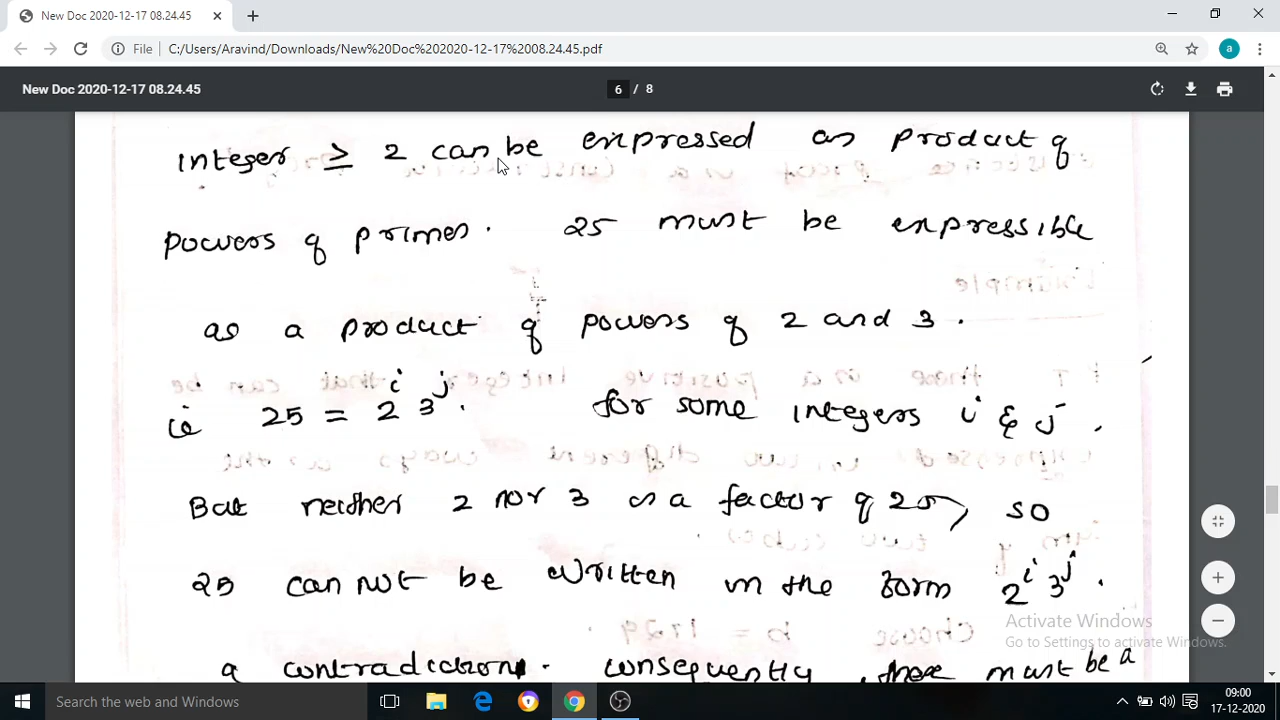 New Doc 2020-12-17 08.24.45
File C:/Users/Aravind/Downloads/New%20Doc%202020-12-17%2008.24.45.pdf
a
New Doc 2020-12-17 08.24.45
6 / 8
Integer ≥ 2 can be expressed as product of
powers of primes. 25 must be expressible
as a product of powers of 2 and 3.
ie 25 = 2^i 3^j. for some integers i & j.
But neither 2 nor 3 is a factor of 25, so
25 can not be written in the form 2^i 3^j.
a contradiction. consequently, there must be a
Activate Windows
Go to Settings to activate Windows.
Search the web and Windows
09:00
17-12-2020